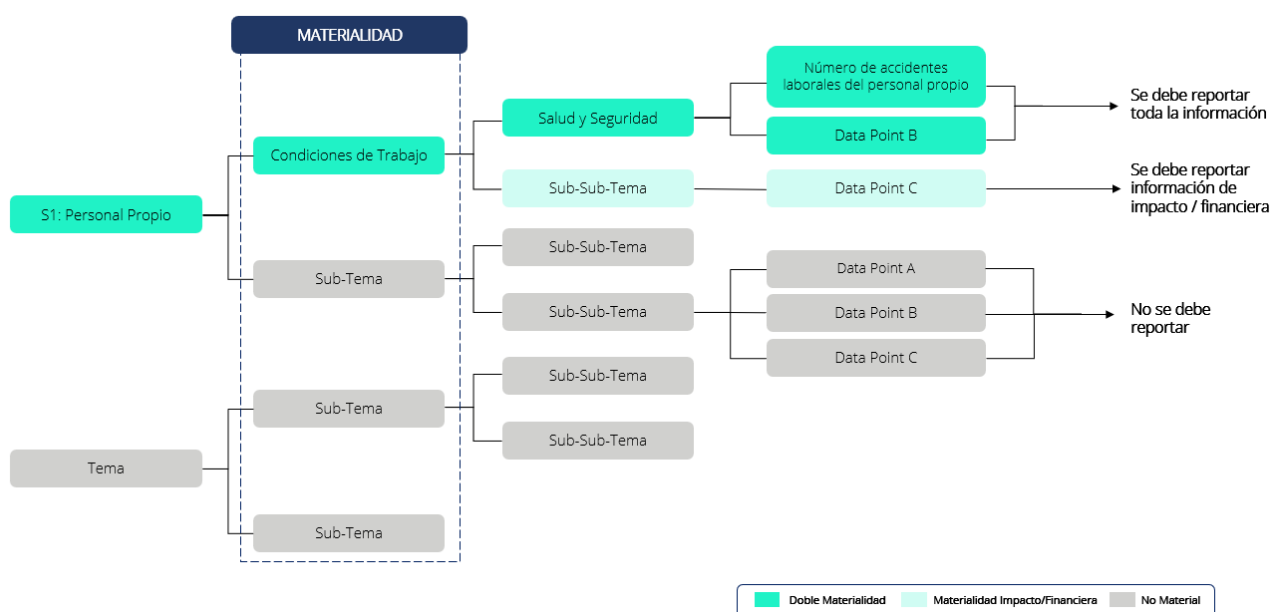 MATERIALIDAD
Número de accidentes
laborales del personal propio
Se debe reportar
toda la información
Salud y Seguridad
Data Point B
Condiciones de Trabajo
Se debe reportar
información de
impacto / financiera
Sub-Sub-Tema
Data Point C
S1: Personal Propio
Sub-Sub-Tema
Sub-Tema
Data Point A
Sub-Sub-Tema
Data Point B
No se debe
reportar
Data Point C
Sub-Sub-Tema
Sub-Tema
Sub-Sub-Tema
Tema
Sub-Tema
Doble Materialidad
Materialidad Impacto/Financiera
No Material